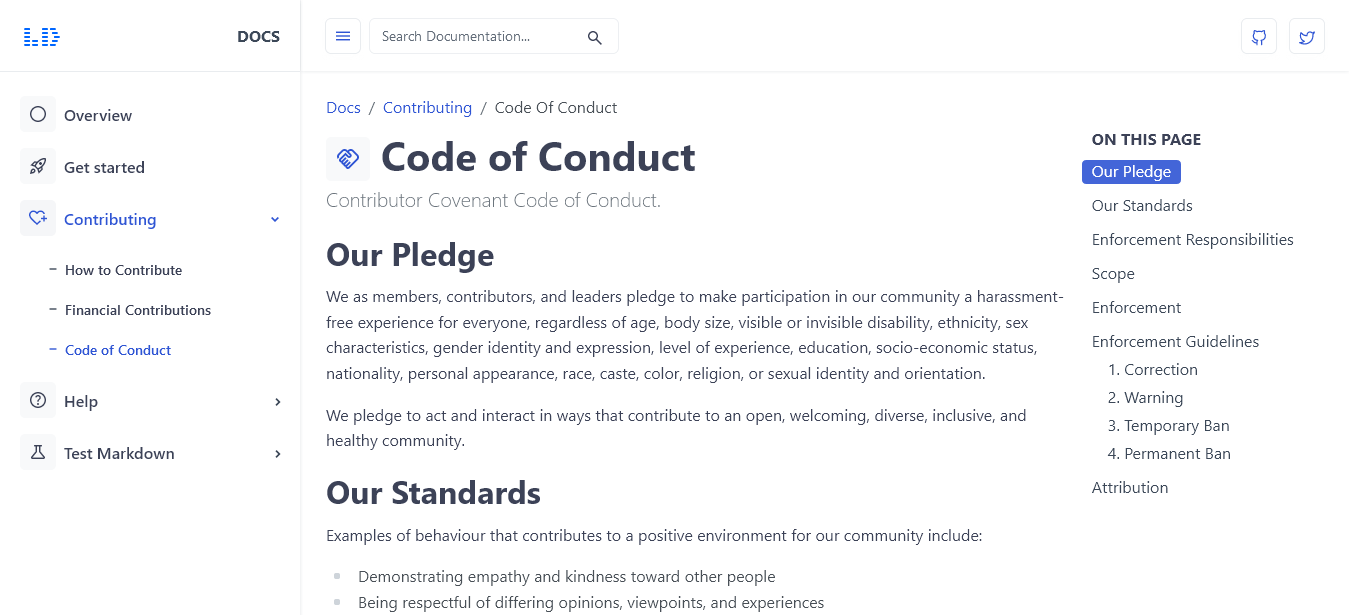 LD
DOCS
Search Documentation...
Overview
Get started
Contributing
How to Contribute
Financial Contributions
Code of Conduct
Help
Test Markdown
Docs / Contributing / Code Of Conduct
Code of Conduct
Contributor Covenant Code of Conduct.
Our Pledge
We as members, contributors, and leaders pledge to make participation in our community a harassment-
free experience for everyone, regardless of age, body size, visible or invisible disability, ethnicity, sex
characteristics, gender identity and expression, level of experience, education, socio-economic status,
nationality, personal appearance, race, caste, color, religion, or sexual identity and orientation.
We pledge to act and interact in ways that contribute to an open, welcoming, diverse, inclusive, and
healthy community.
Our Standards
Examples of behaviour that contributes to a positive environment for our community include:
Demonstrating empathy and kindness toward other people
Being respectful of differing opinions, viewpoints, and experiences
ON THIS PAGE
Our Pledge
Our Standards
Enforcement Responsibilities
Scope
Enforcement
Enforcement Guidelines
1. Correction
2. Warning
3. Temporary Ban
4. Permanent Ban
Attribution